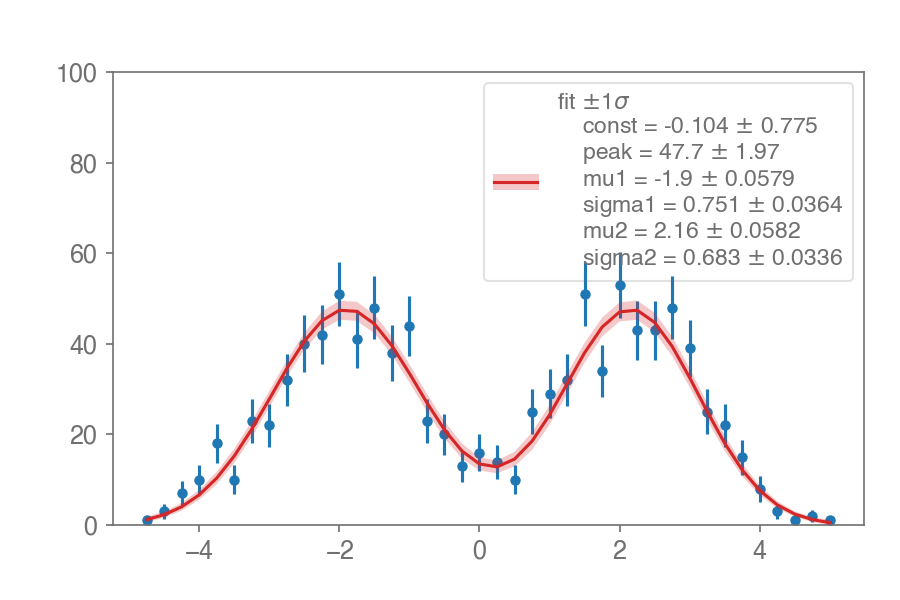 100
fit ±1σ
const = -0.104 ± 0.775
peak = 47.7 ± 1.97
80
mu1 = -1.9 ± 0.0579
sigma1 = 0.751 ± 0.0364
mu2 = 2.16 ± 0.0582
60
sigma2 = 0.683 ± 0.0336
40
20
0
−4 −2 0 2 4